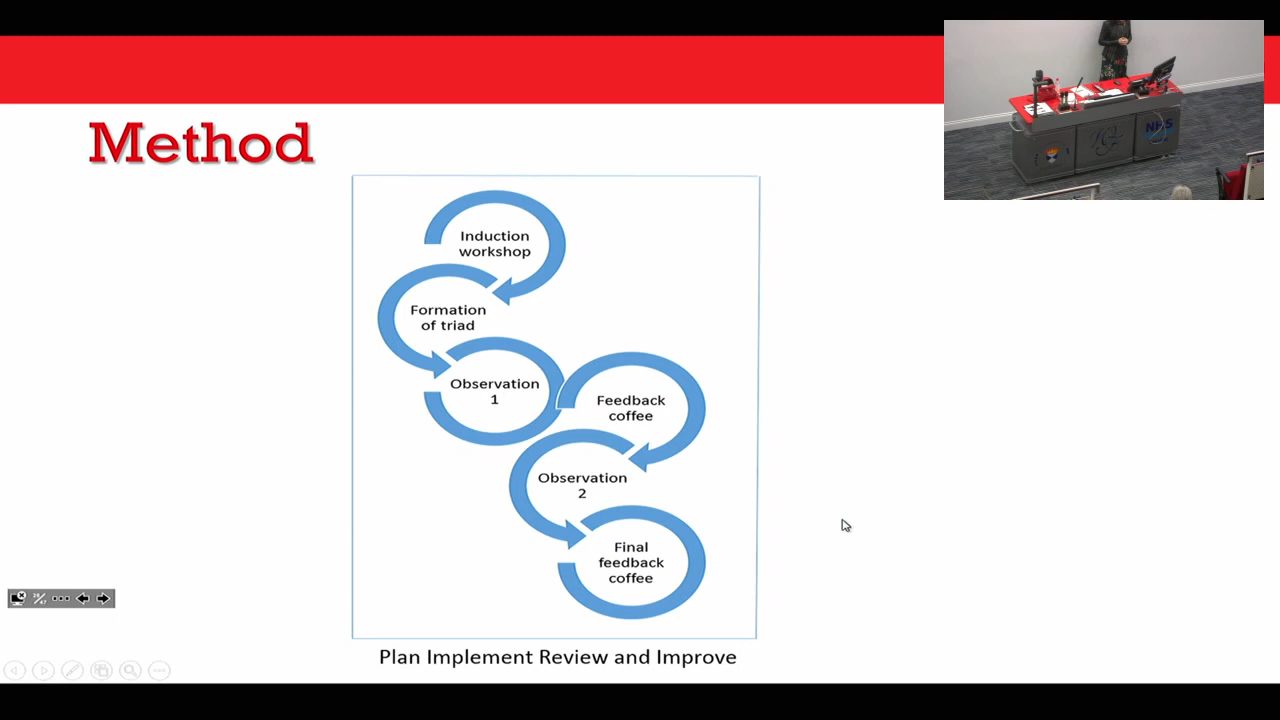 Method
NHS
Induction
workshop
Formation
of triad
Observation
1
Feedback
coffee
Observation
2
Final
feedback
coffee
Plan Implement Review and Improve